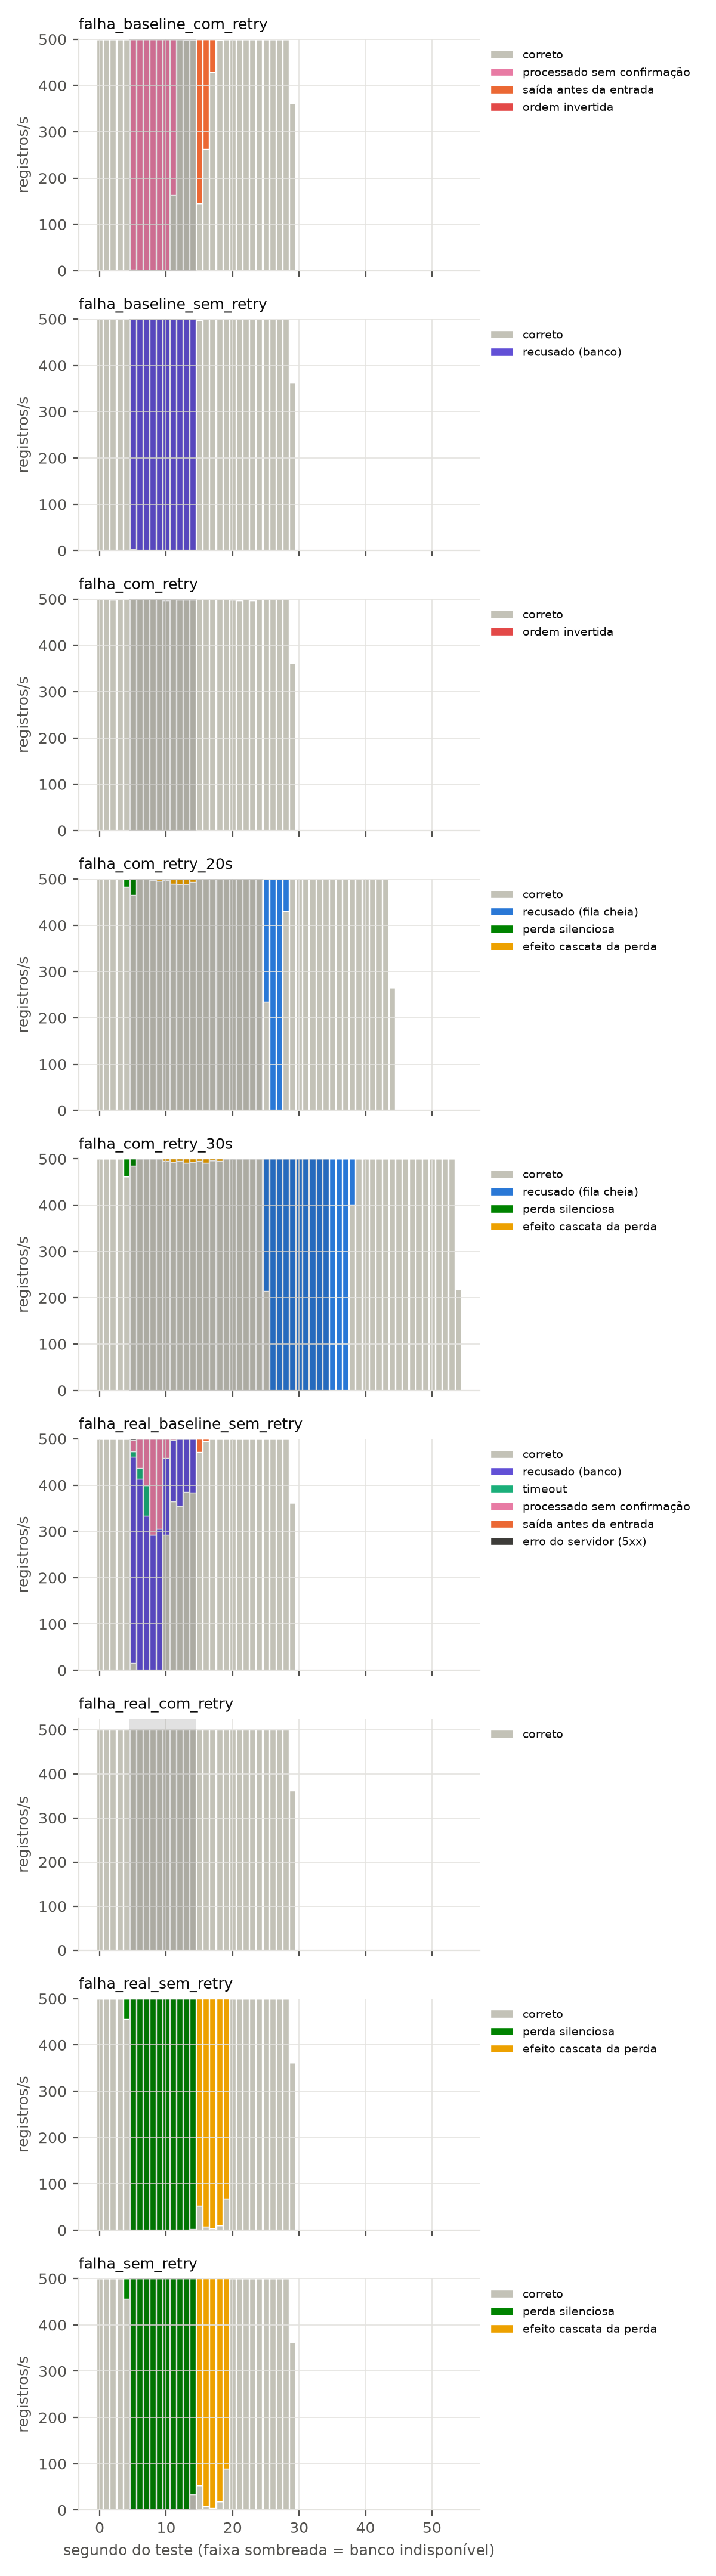 falha_baseline_com_retry
500
400
300
200
100
0
registros/s
correto
processado sem confirmação
saída antes da entrada
ordem invertida
falha_baseline_sem_retry
500
400
300
200
100
0
registros/s
correto
recusado (banco)
falha_com_retry
500
400
300
200
100
0
registros/s
correto
ordem invertida
falha_com_retry_20s
500
400
300
200
100
0
registros/s
correto
recusado (fila cheia)
perda silenciosa
efeito cascata da perda
falha_com_retry_30s
500
400
300
200
100
0
registros/s
correto
recusado (fila cheia)
perda silenciosa
efeito cascata da perda
falha_real_baseline_sem_retry
500
400
300
200
100
0
registros/s
correto
recusado (banco)
timeout
processado sem confirmação
saída antes da entrada
erro do servidor (5xx)
falha_real_com_retry
500
400
300
200
100
0
registros/s
correto
falha_real_sem_retry
500
400
300
200
100
0
registros/s
correto
perda silenciosa
efeito cascata da perda
falha_sem_retry
500
400
300
200
100
0
registros/s
correto
perda silenciosa
efeito cascata da perda
0 10 20 30 40 50
segundo do teste (faixa sombreada = banco indisponível)